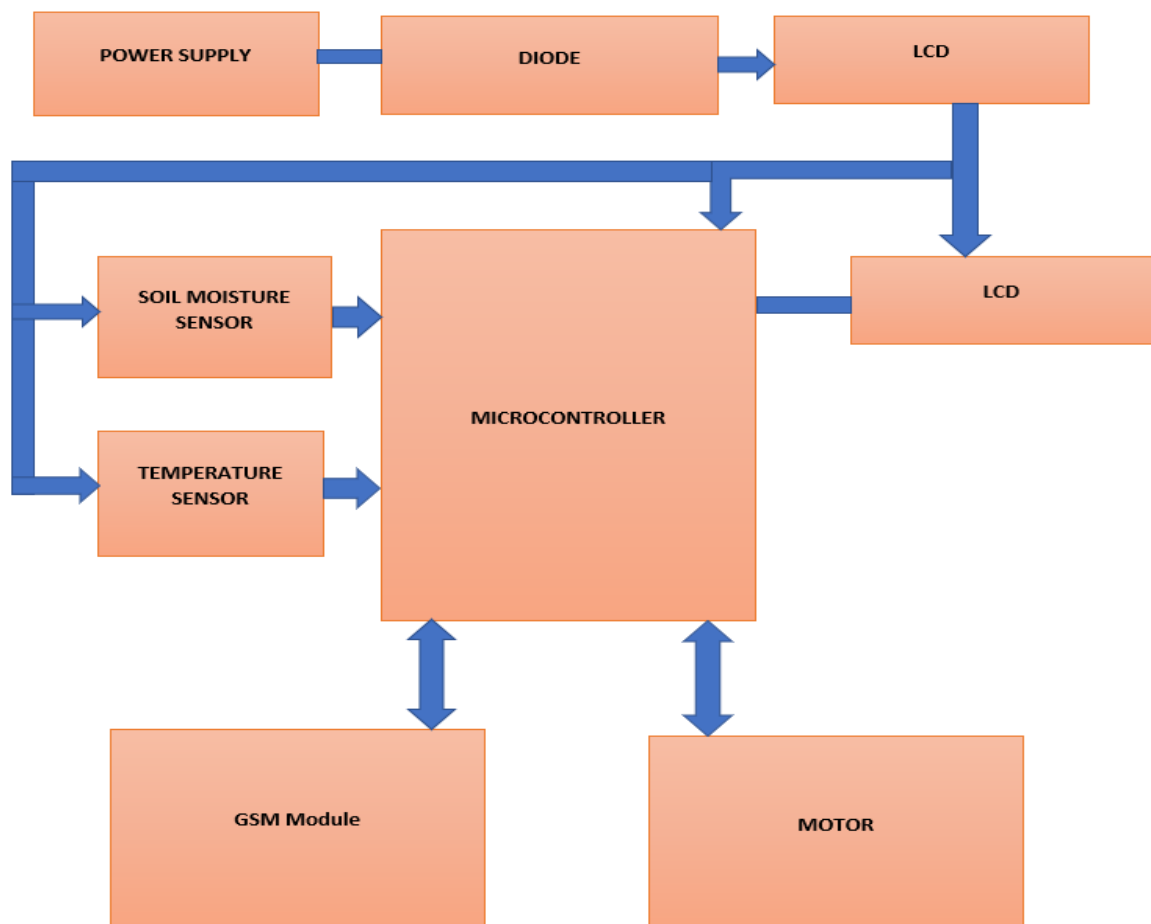 POWER SUPPLY
DIODE
LCD
SOIL MOISTURE
SENSOR
LCD
MICROCONTROLLER
TEMPERATURE
SENSOR
GSM Module
MOTOR